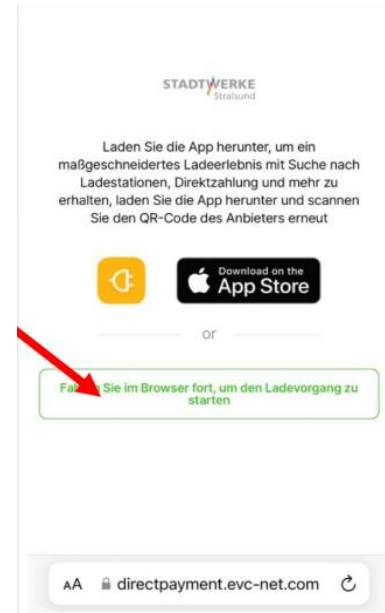 STADTWERKE
Stralsund
Laden Sie die App herunter, um ein
maßgeschneidertes Ladeerlebnis mit Suche nach
Ladestationen, Direktzahlung und mehr zu
erhalten, laden Sie die App herunter und scannen
Sie den QR-Code des Anbieters erneut
Download on the
App Store
or
Sie im Browser fort, um den Ladevorgang zu
starten
AA directpayment.evc-net.com